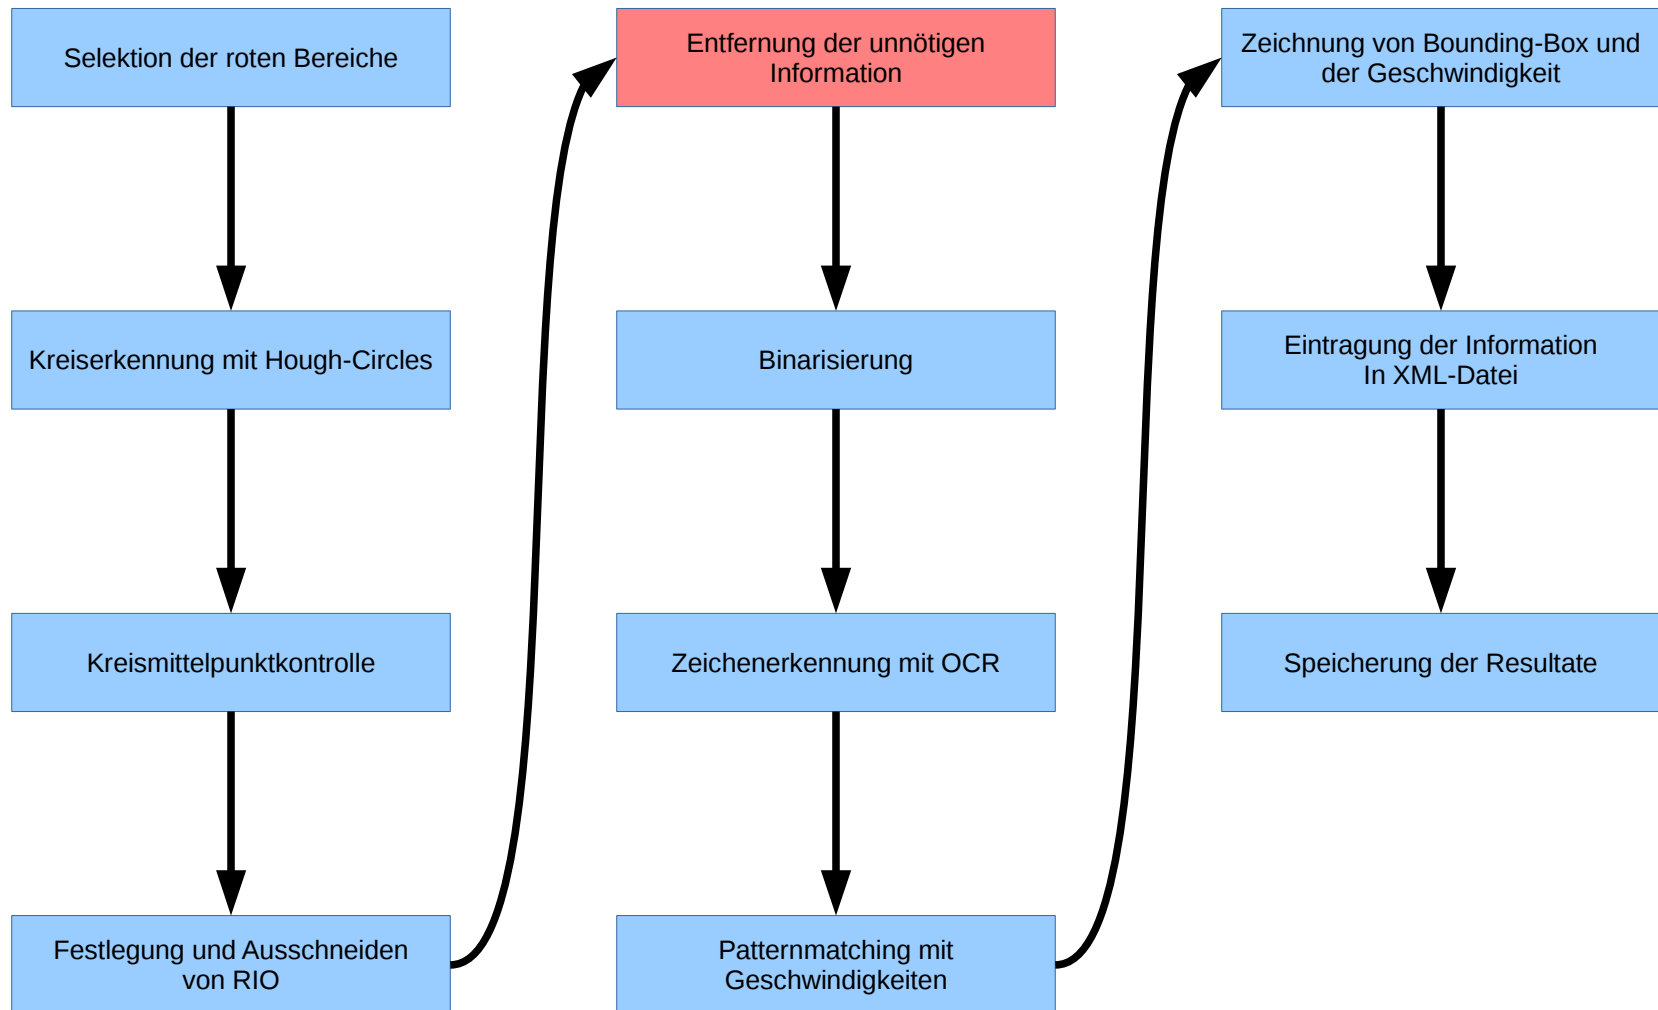 Selektion der roten Bereiche
Kreiserkennung mit Hough-Circles
Kreismittelpunktkontrolle
Festlegung und Ausschneiden
von RIO
Entfernung der unnötigen
Information
Binarisierung
Zeichenerkennung mit OCR
Patternmatching mit
Geschwindigkeiten
Zeichnung von Bounding-Box und
der Geschwindigkeit
Eintragung der Information
In XML-Datei
Speicherung der Resultate